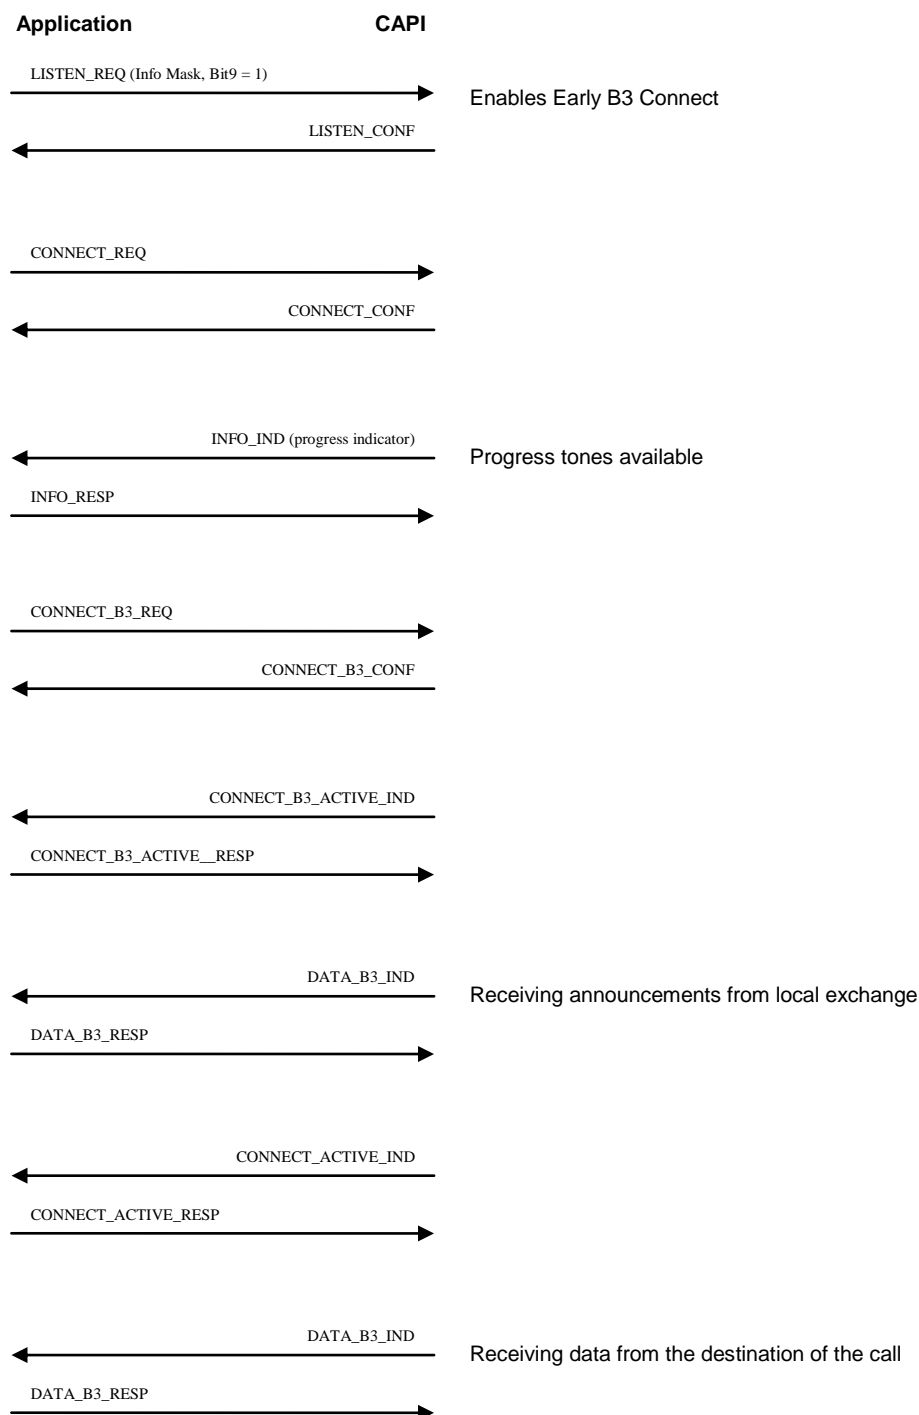 Application CAPI
LISTEN_REQ (Info Mask, Bit9 = 1)
Enables Early B3 Connect
LISTEN_CONF
CONNECT_REQ
CONNECT_CONF
INFO_IND (progress indicator)
Progress tones available
INFO_RESP
CONNECT_B3_REQ
CONNECT_B3_CONF
CONNECT_B3_ACTIVE_IND
CONNECT_B3_ACTIVE__RESP
DATA_B3_IND
Receiving announcements from local exchange
DATA_B3_RESP
CONNECT_ACTIVE_IND
CONNECT_ACTIVE_RESP
DATA_B3_IND
Receiving data from the destination of the call
DATA_B3_RESP